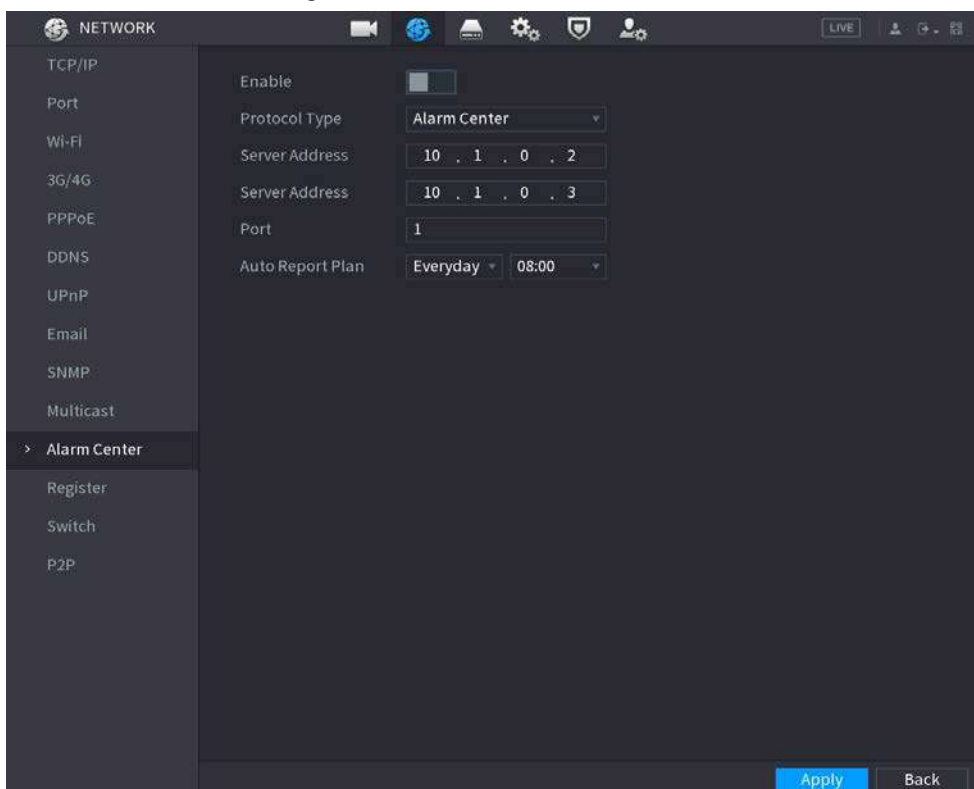 NETWORK
LIVE
TCP/IP
Port
Wi-Fi
3G/4G
PPPoE
DDNS
UPnP
Email
SNMP
Multicast
> Alarm Center
Register
Switch
P2P
Enable
Protocol Type Alarm Center
Server Address 10 . 1 . 0 . 2
Server Address 10 . 1 . 0 . 3
Port 1
Auto Report Plan Everyday 08:00
Apply Back